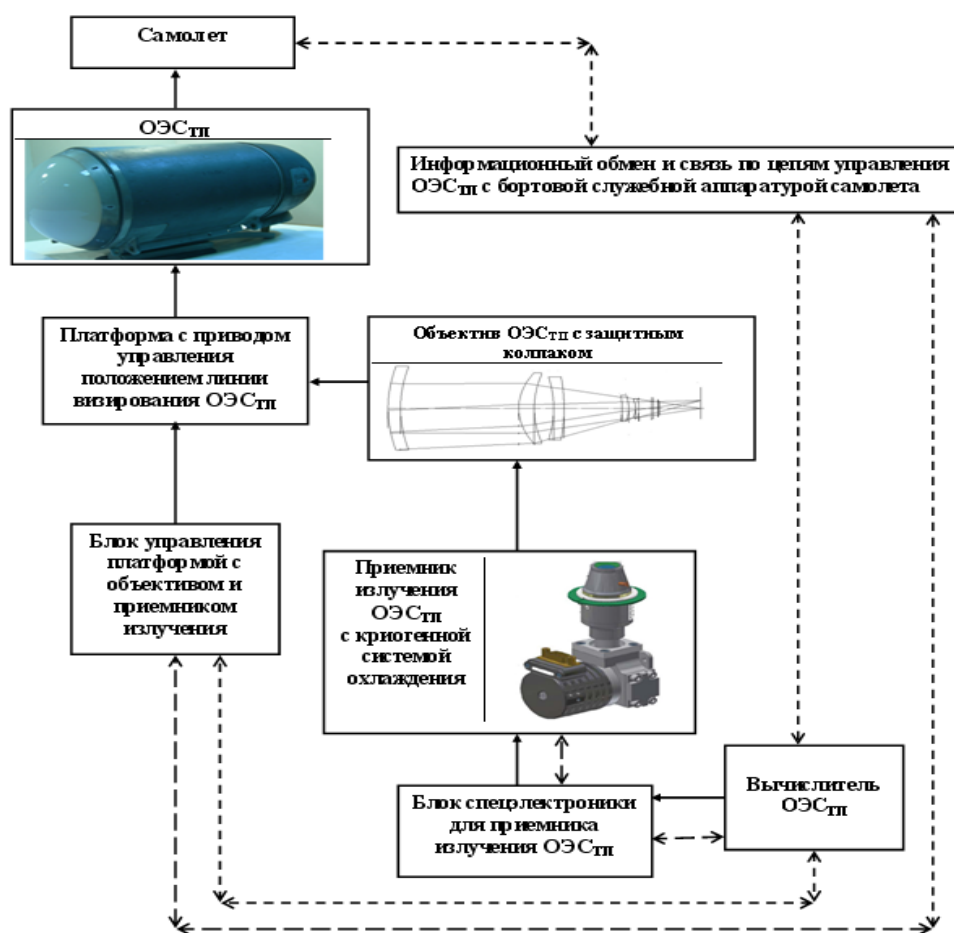 Самолет
ОЭСТП
Информационный обмен и связь по цепям управления
ОЭСТП с бортовой служебной аппаратурой самолета
Платформа с приводом
управления
положением линии
визирования ОЭСТП
Объектив ОЭСТП с защитным
колпаком
Блок управления
платформой с
объективом и
приемником
излучения
Приемник
излучения
ОЭСТП
с криогенной
системой
охлаждения
Блок спецэлектроники
для приемника
излучения ОЭСТП
Вычислитель
ОЭСТП